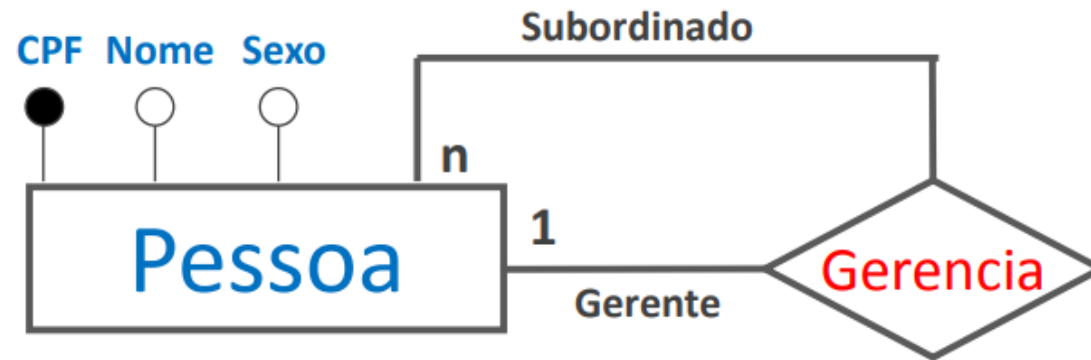 Subordinado
CPF Nome Sexo
n
1
Pessoa
Gerencia
Gerente